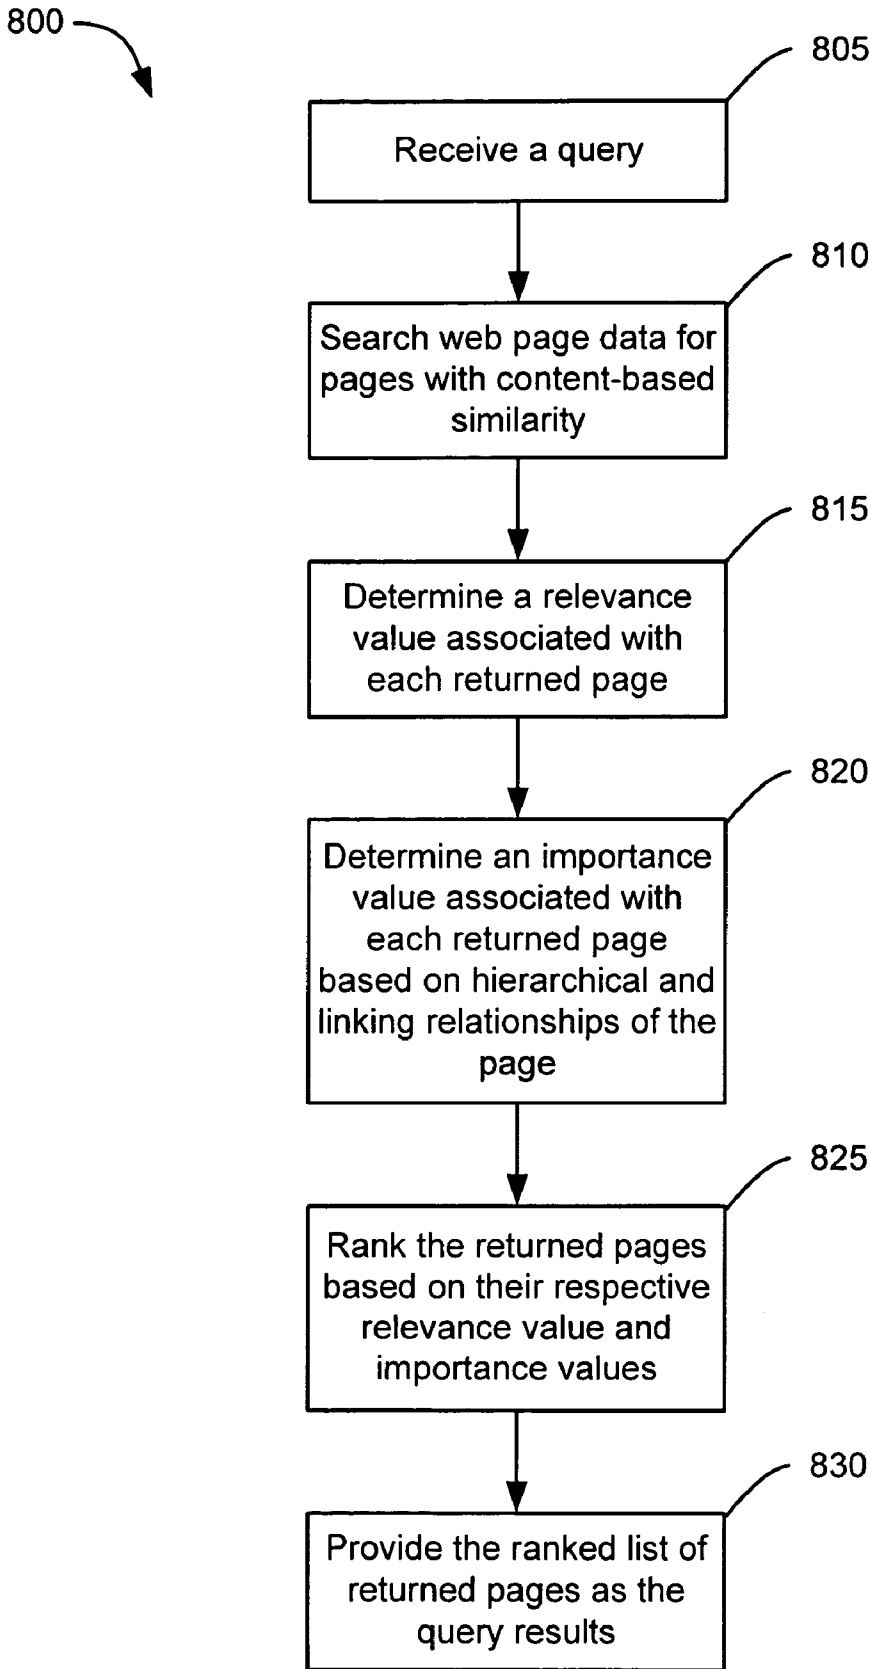 800
805
Receive a query
810
Search web page data for
pages with content-based
similarity
815
Determine a relevance
value associated with
each returned page
820
Determine an importance
value associated with
each returned page
based on hierarchical and
linking relationships of the
page
825
Rank the returned pages
based on their respective
relevance value and
importance values
830
Provide the ranked list of
returned pages as the
query results